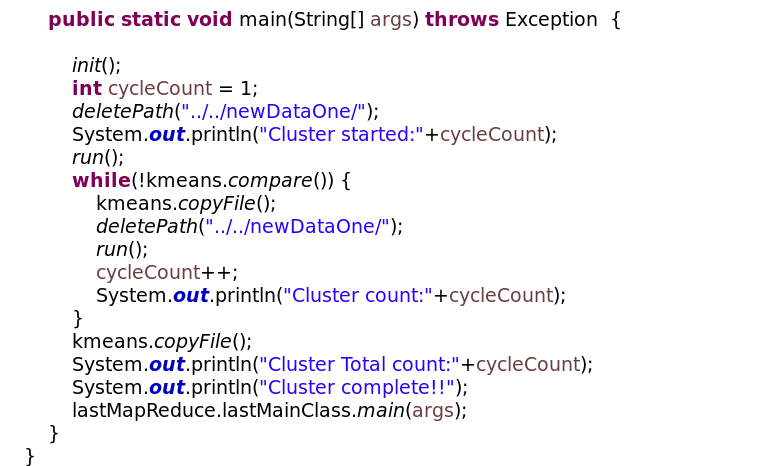 public static void main(String[] args) throws Exception  {
init();
int cycleCount = 1;
deletePath("../../newDataOne/");
System.out.println("Cluster started:"+cycleCount);
run();
while(!kmeans.compare()) {
kmeans.copyFile();
deletePath("../../newDataOne/");
run();
cycleCount++;
System.out.println("Cluster count:"+cycleCount);
}
kmeans.copyFile();
System.out.println("Cluster Total count:"+cycleCount);
System.out.println("Cluster complete!!");
lastMapReduce.lastMainClass.main(args);
}
}